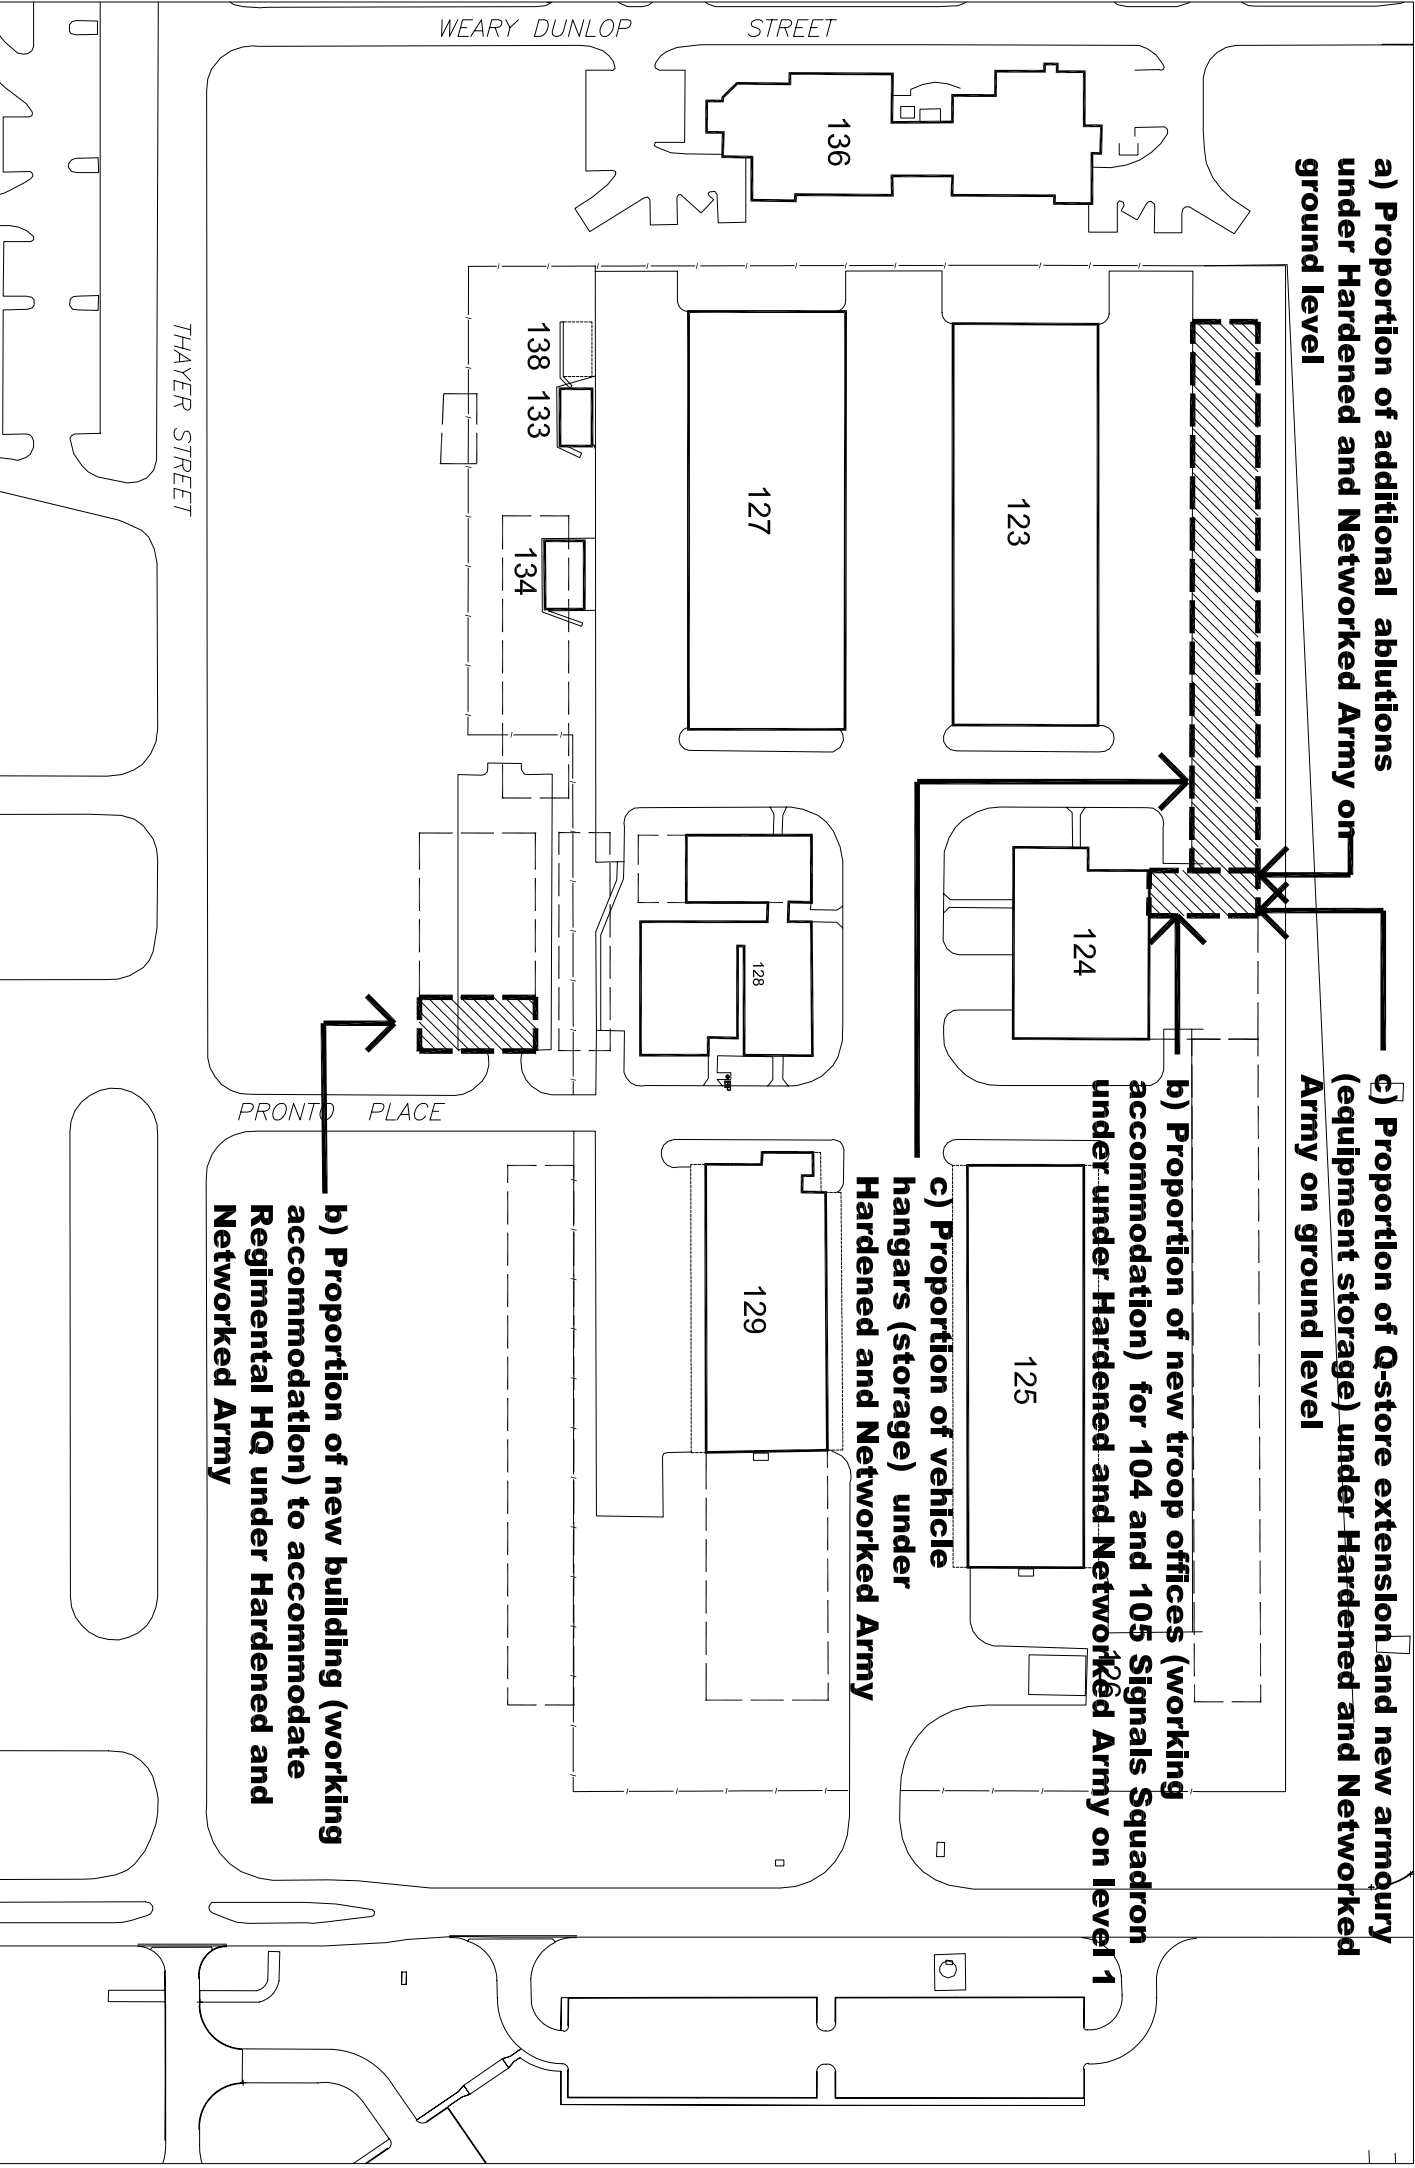 WEARY DUNLOP STREET
THAYER STREET
PRONTO PLACE
a) Proportion of additional ablutions
under Hardened and Networked Army on
ground level
c) Proportion of Q-store extension and new armoury
(equipment storage) under Hardened and Networked
Army on ground level
b) Proportion of new troop offices (working
accommodation) for 104 and 105 Signals Squadron
under under Hardened and Networked Army on level 1
c) Proportion of vehicle
hangars (storage) under
Hardened and Networked Army
b) Proportion of new building (working
accommodation) to accommodate
Regimental HQ under Hardened and
Networked Army
136
138
133
134
127
123
124
128
129
125
126